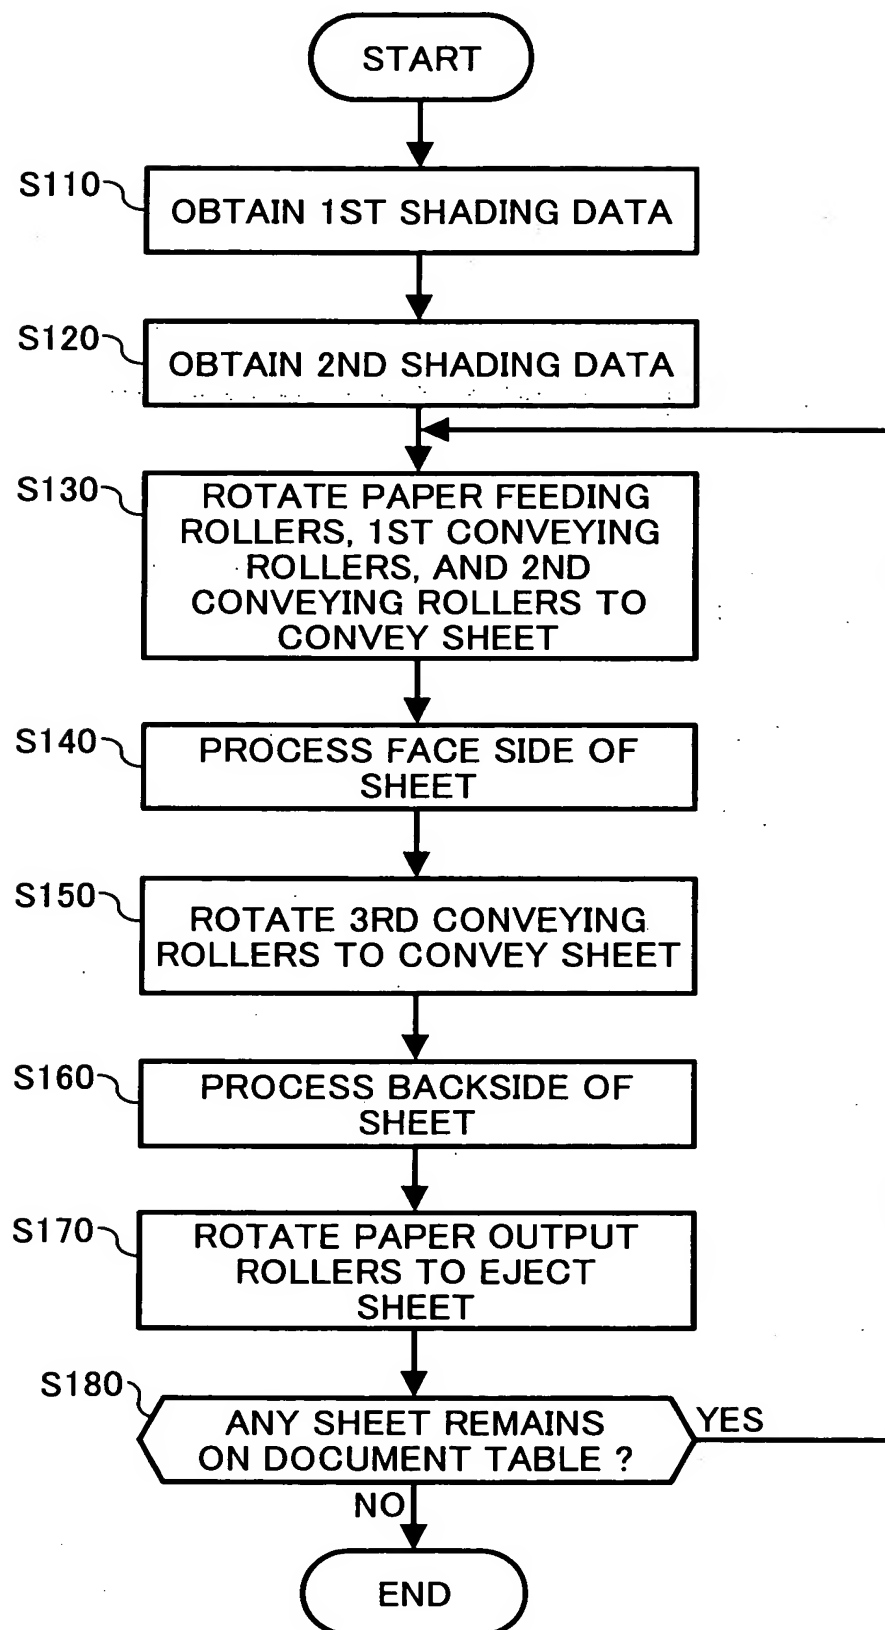 START
S110
OBTAIN 1ST SHADING DATA
S120
OBTAIN 2ND SHADING DATA
S130
ROTATE PAPER FEEDING
ROLLERS, 1ST CONVEYING
ROLLERS, AND 2ND
CONVEYING ROLLERS TO
CONVEY SHEET
S140
PROCESS FACE SIDE OF
SHEET
S150
ROTATE 3RD CONVEYING
ROLLERS TO CONVEY SHEET
S160
PROCESS BACKSIDE OF
SHEET
S170
ROTATE PAPER OUTPUT
ROLLERS TO EJECT
SHEET
S180
ANY SHEET REMAINS
ON DOCUMENT TABLE ?
YES
NO
END